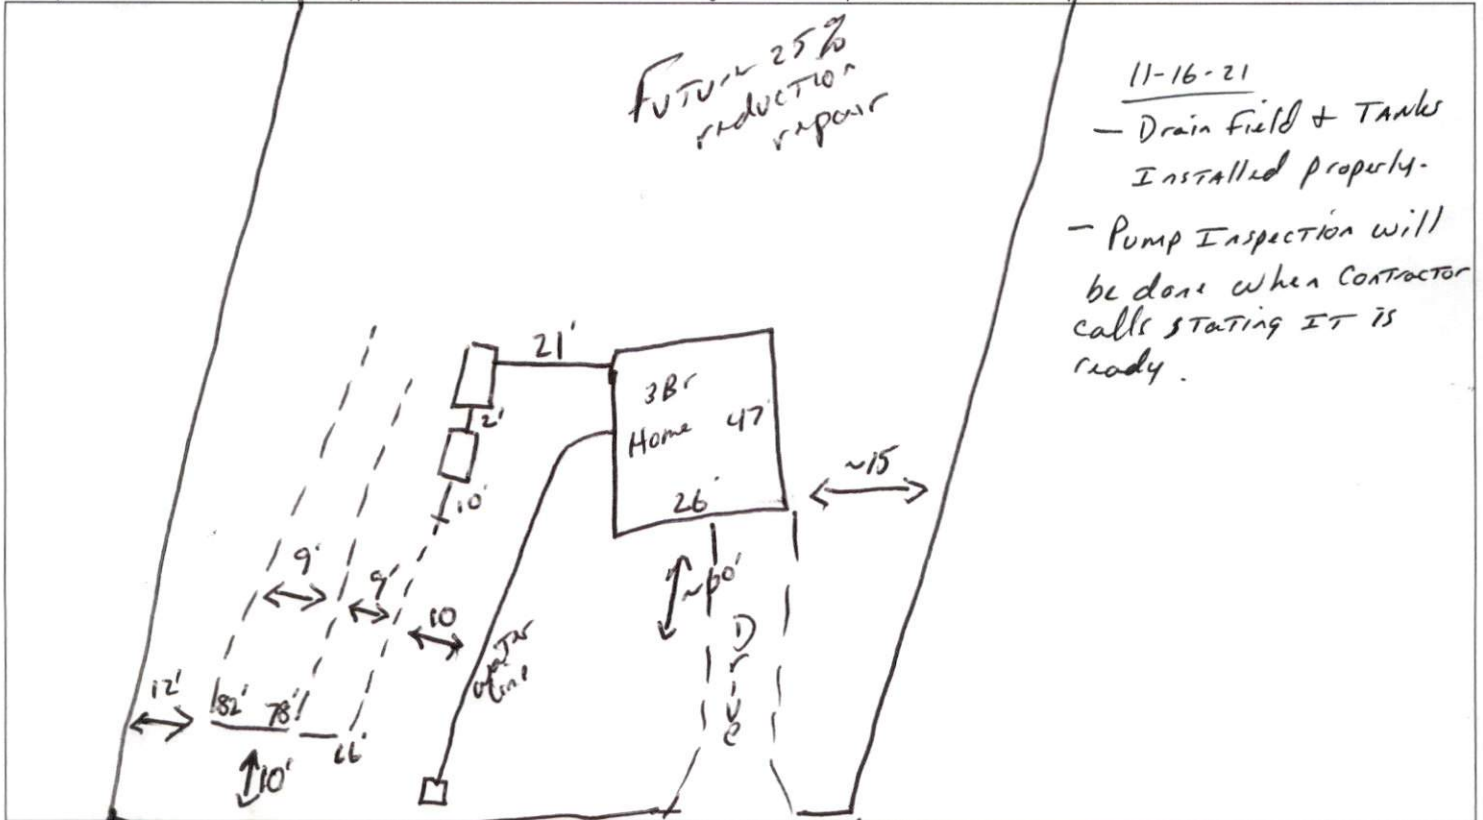 Future 25%
reduction
repair
11-16-21
- Drain Field & TANKs
Installed properly.
- Pump Inspection will
be done when Contractor
calls stating IT is
ready.
21'
3Br
Home
47'
2'
26'
10'
~15
9'
9'
10
Water
line
Drive
12'
82'
78'
66'
10'